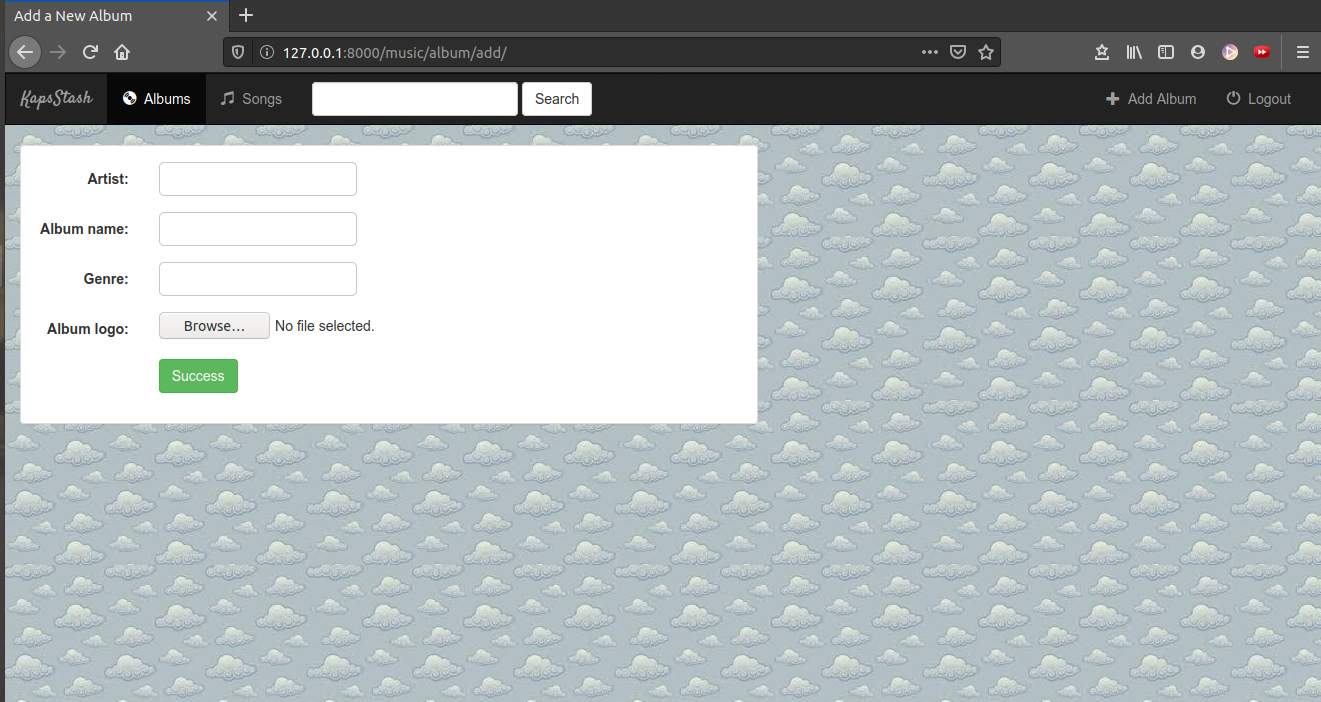 Add a New Album
127.0.0.1:8000/music/album/add/
KapsStash Albums Songs Search Add Album Logout
Artist:
Album name:
Genre:
Album logo: Browse... No file selected.
Success